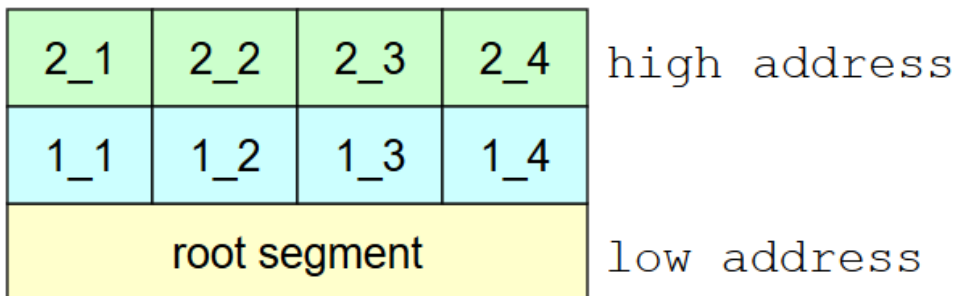 2_1 2_2 2_3 2_4 high address
1_1 1_2 1_3 1_4
root segment low address